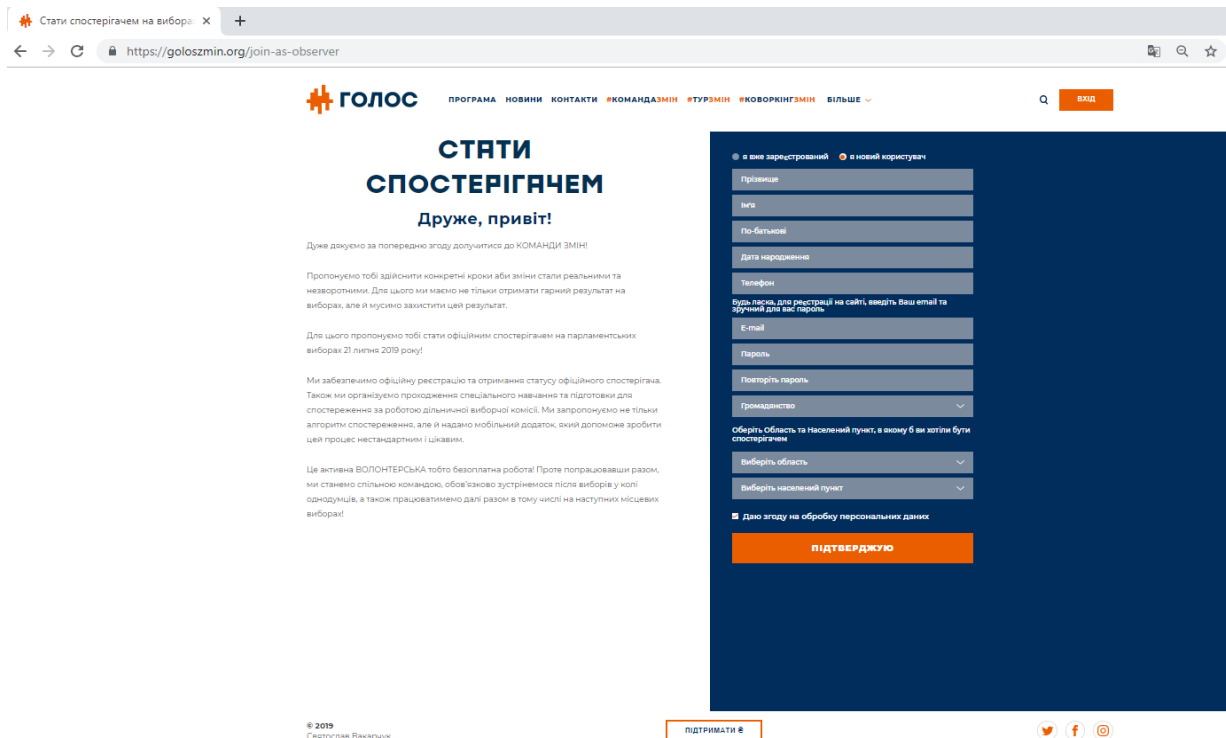 Стати спостерігачем на вибора
https://goloszmin.org/join-as-observer
ГОЛОС
ПРОГРАМА НОВИНИ КОНТАКТИ #КОМАНДАЗМІН #ТУРЗМІН #КОВОРКІНГЗМІН БІЛЬШЕ
ВХІД
СТАТИ
СПОСТЕРІГАЧЕМ
Друже, привіт!
Дуже дякуємо за попередню згоду долучитися до КОМАНДИ ЗМІН!
Пропонуємо тобі здійснити конкретні кроки аби зміни стали реальними та
незворотними. Для цього ми маємо не тільки отримати гарний результат на
виборах, але й мусимо захистити цей результат.
Для цього пропонуємо тобі стати офіційним спостерігачем на парламентських
виборах 21 липня 2019 року!
Ми забезпечимо офіційну реєстрацію та отримання статусу офіційного спостерігача.
Також ми організуємо проходження спеціального навчання та підготовки для
спостереження за роботою дільничної виборчої комісії. Ми запропонуємо не тільки
алгоритм спостереження, але й надамо мобільний додаток, який допоможе зробити
цей процес нестандартним і цікавим.
Це активна ВОЛОНТЕРСЬКА тобто безоплатна робота! Проте попрацювавши разом,
ми станемо спільною командою, обов'язково зустрінемося після виборів у колі
однодумців, а також працюватимемо далі разом в тому числі на наступних місцевих
виборах!
я вже зареєстрований я новий користувач
Прізвище
Ім'я
По-батькові
Дата народження
Телефон
Будь ласка, для реєстрації на сайті, введіть Ваш email та
зручний для вас пароль
E-mail
Пароль
Повторіть пароль
Громадянство
Оберіть Область та Населений пункт, в якому б ви хотіли бути
спостерігачем
Виберіть область
Виберіть населений пункт
Даю згоду на обробку персональних даних
ПІДТВЕРДЖУЮ
© 2019
Святослав Вакарчук
ПІДТРИМАТИ ₴